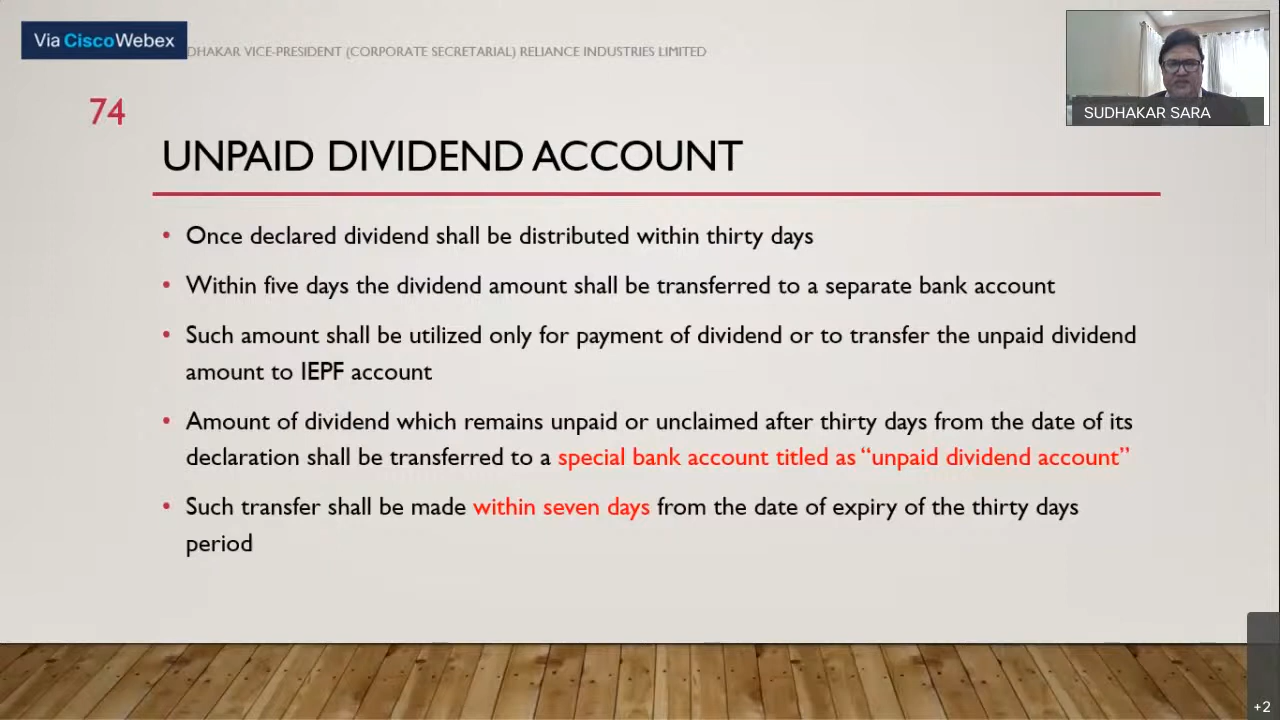 Via Cisco Webex
DHAKAR VICE-PRESIDENT (CORPORATE SECRETARIAL) RELIANCE INDUSTRIES LIMITED
SUDHAKAR SARA
74
UNPAID DIVIDEND ACCOUNT
• Once declared dividend shall be distributed within thirty days
• Within five days the dividend amount shall be transferred to a separate bank account
• Such amount shall be utilized only for payment of dividend or to transfer the unpaid dividend
amount to IEPF account
• Amount of dividend which remains unpaid or unclaimed after thirty days from the date of its
declaration shall be transferred to a special bank account titled as “unpaid dividend account”
• Such transfer shall be made within seven days from the date of expiry of the thirty days
period
+2